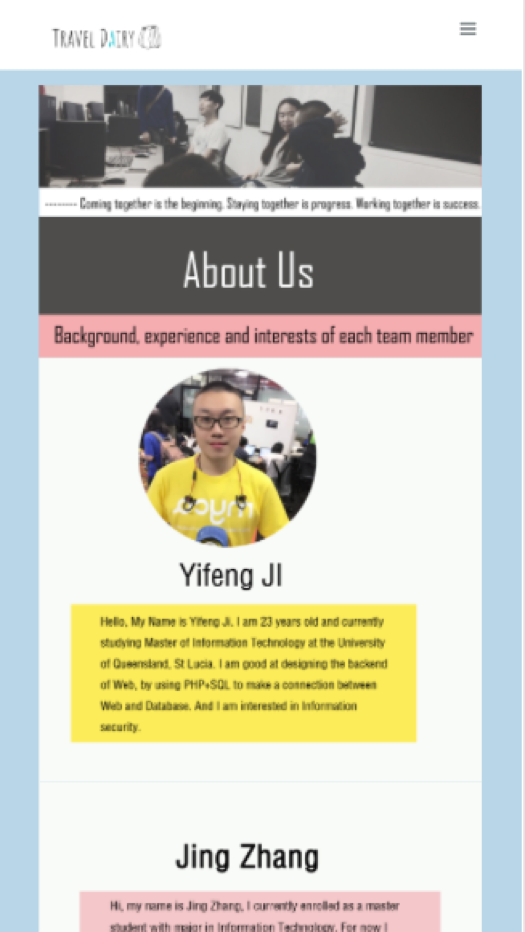 TRAVEL DAIRY
-------- Coming together is the beginning. Staying together is progress. Working together is success.
About Us
Background, experience and interests of each team member
Yifeng JI
Hello, My Name is Yifeng Ji. I am 23 years old and currently
studying Master of Information Technology at the University
of Queensland, St Lucia. I am good at designing the backend
of Web, by using PHP+SQL to make a connection between
Web and Database. And I am interested in Information
security.
Jing Zhang
Hi, my name is Jing Zhang, I currently enrolled as a master
student with major in Information Technology. For now I